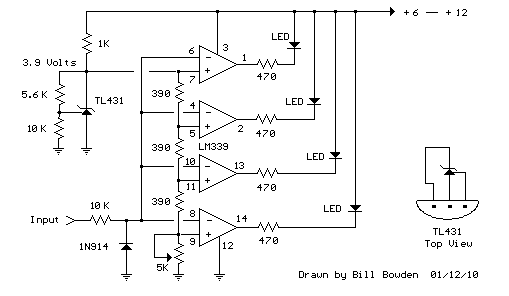 +6 — +12
LED
1K
6
3
1
7
470
3.9 Volts
5.6 K
TL431
390
LED
4
10 K
5
2
470
390
LM339
10
13
LED
11
470
390
10 K
8
14
LED
Input
9
12
470
1N914
5K
TL431
Top View
Drawn by Bill Bowden 01/12/10